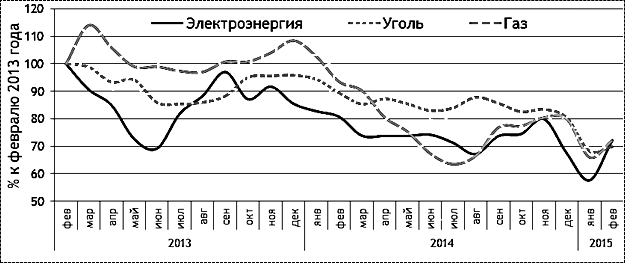 % к февралю 2013 года
120
110
100
90
80
70
60
50
Электроэнергия Уголь Газ
фев мар апр май июн июл авг сен окт ноя дек янв фев мар апр май июн июл авг сен окт ноя дек янв фев
2013 2014 2015